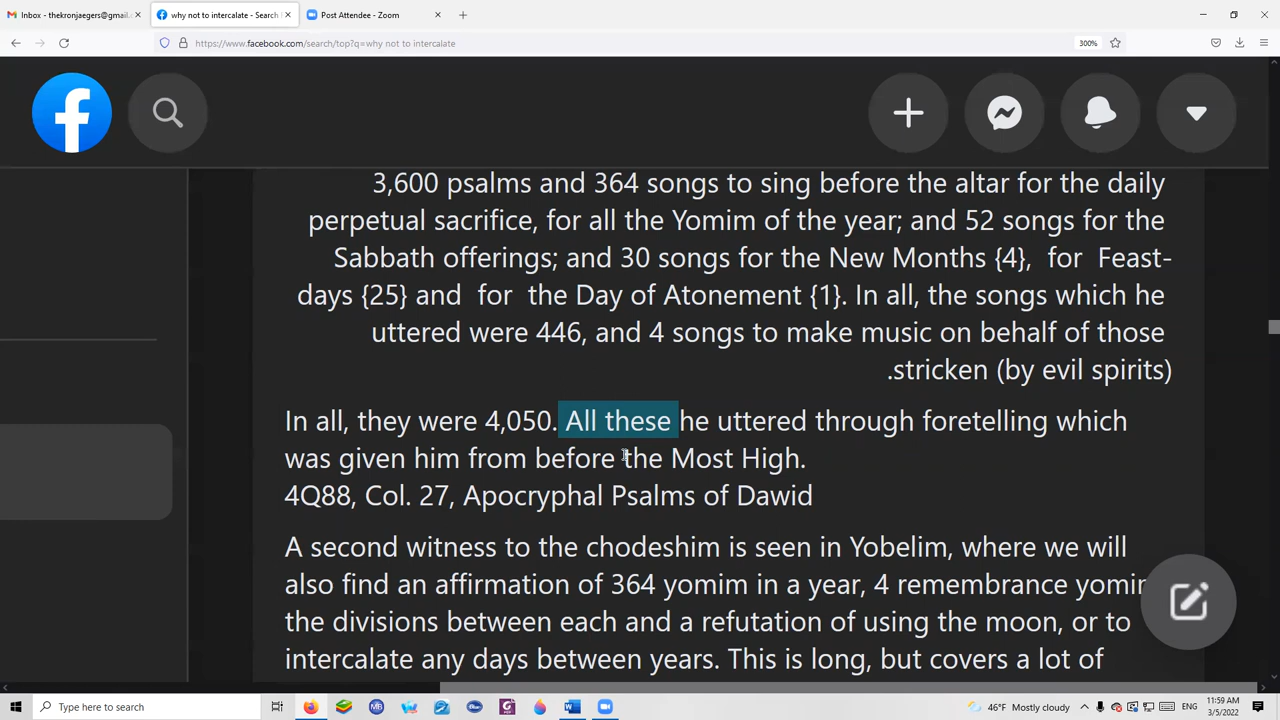 Inbox - thekronjaegers@gmail.c
why not to intercalate - Search
Post Attendee - Zoom
https://www.facebook.com/search/top?q=why not to intercalate
300%
3,600 psalms and 364 songs to sing before the altar for the daily
perpetual sacrifice, for all the Yomim of the year; and 52 songs for the
Sabbath offerings; and 30 songs for the New Months {4}, for Feast-
days {25} and for the Day of Atonement {1}. In all, the songs which he
uttered were 446, and 4 songs to make music on behalf of those
.stricken (by evil spirits)
In all, they were 4,050. All these he uttered through foretelling which
was given him from before the Most High.
4Q88, Col. 27, Apocryphal Psalms of Dawid
A second witness to the chodeshim is seen in Yobelim, where we will
also find an affirmation of 364 yomim in a year, 4 remembrance yomim
the divisions between each and a refutation of using the moon, or to
intercalate any days between years. This is long, but covers a lot of
Type here to search
46°F Mostly cloudy
ENG
11:59 AM
3/5/2022